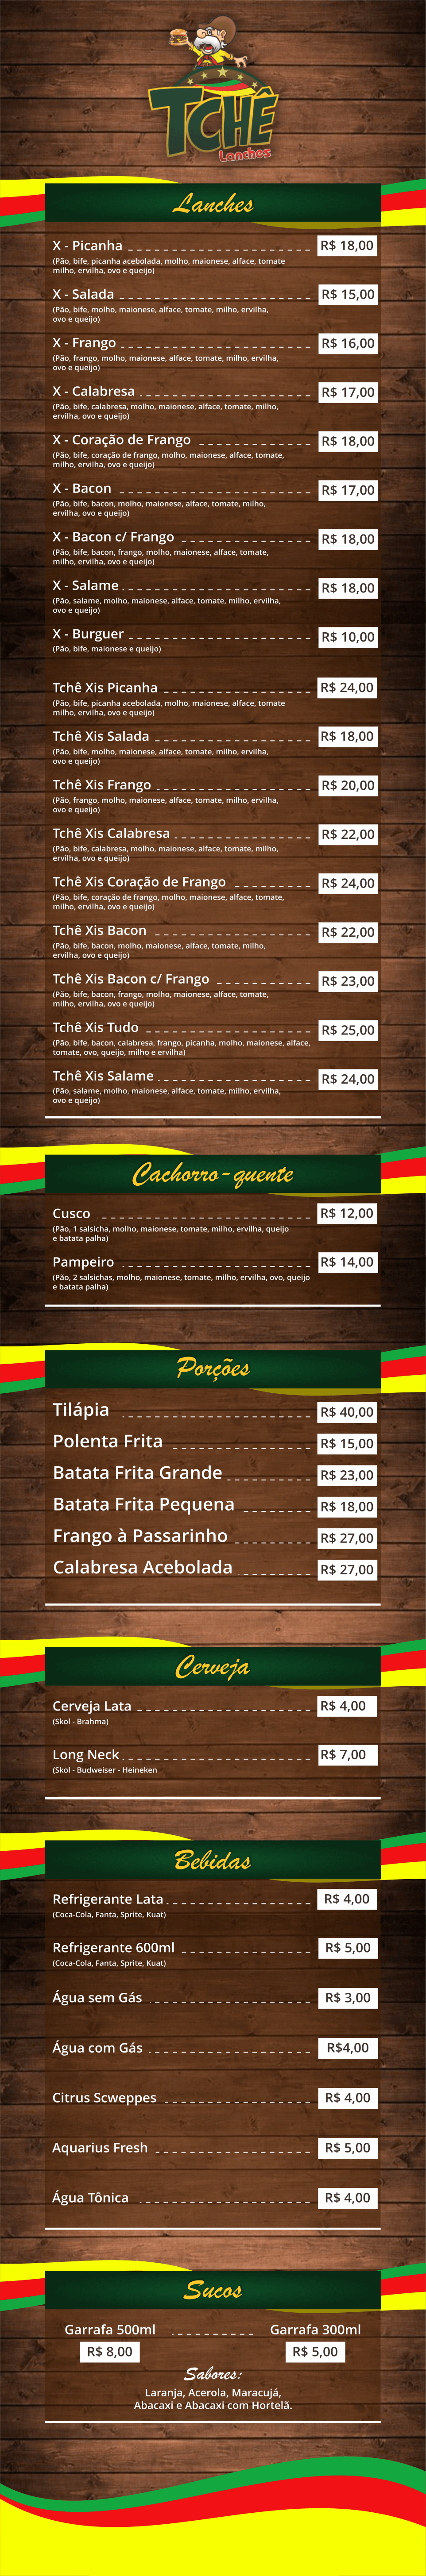 TCHÊ
Lanches
Lanches
X - Picanha R$ 18,00
(Pão, bife, picanha acebolada, molho, maionese, alface, tomate
milho, ervilha, ovo e queijo)
X - Salada R$ 15,00
(Pão, bife, molho, maionese, alface, tomate, milho, ervilha,
ovo e queijo)
X - Frango R$ 16,00
(Pão, frango, molho, maionese, alface, tomate, milho, ervilha,
ovo e queijo)
X - Calabresa R$ 17,00
(Pão, bife, calabresa, molho, maionese, alface, tomate, milho,
ervilha, ovo e queijo)
X - Coração de Frango R$ 18,00
(Pão, bife, coração de frango, molho, maionese, alface, tomate,
milho, ervilha, ovo e queijo)
X - Bacon R$ 17,00
(Pão, bife, bacon, molho, maionese, alface, tomate, milho,
ervilha, ovo e queijo)
X - Bacon c/ Frango R$ 18,00
(Pão, bife, bacon, frango, molho, maionese, alface, tomate,
milho, ervilha, ovo e queijo)
X - Salame R$ 18,00
(Pão, salame, molho, maionese, alface, tomate, milho, ervilha,
ovo e queijo)
X - Burguer R$ 10,00
(Pão, bife, maionese e queijo)
Tchê Xis Picanha R$ 24,00
(Pão, bife, picanha acebolada, molho, maionese, alface, tomate
milho, ervilha, ovo e queijo)
Tchê Xis Salada R$ 18,00
(Pão, bife, molho, maionese, alface, tomate, milho, ervilha,
ovo e queijo)
Tchê Xis Frango R$ 20,00
(Pão, frango, molho, maionese, alface, tomate, milho, ervilha,
ovo e queijo)
Tchê Xis Calabresa R$ 22,00
(Pão, bife, calabresa, molho, maionese, alface, tomate, milho,
ervilha, ovo e queijo)
Tchê Xis Coração de Frango R$ 24,00
(Pão, bife, coração de frango, molho, maionese, alface, tomate,
milho, ervilha, ovo e queijo)
Tchê Xis Bacon R$ 22,00
(Pão, bife, bacon, molho, maionese, alface, tomate, milho,
ervilha, ovo e queijo)
Tchê Xis Bacon c/ Frango R$ 23,00
(Pão, bife, bacon, frango, molho, maionese, alface, tomate,
milho, ervilha, ovo e queijo)
Tchê Xis Tudo R$ 25,00
(Pão, bife, bacon, calabresa, frango, picanha, molho, maionese, alface,
tomate, ovo, queijo, milho e ervilha)
Tchê Xis Salame R$ 24,00
(Pão, salame, molho, maionese, alface, tomate, milho, ervilha,
ovo e queijo)
Cachorro-quente
Cusco R$ 12,00
(Pão, 1 salsicha, molho, maionese, tomate, milho, ervilha, queijo
e batata palha)
Pampeiro R$ 14,00
(Pão, 2 salsichas, molho, maionese, tomate, milho, ervilha, ovo, queijo
e batata palha)
Porções
Tilápia R$ 40,00
Polenta Frita R$ 15,00
Batata Frita Grande R$ 23,00
Batata Frita Pequena R$ 18,00
Frango à Passarinho R$ 27,00
Calabresa Acebolada R$ 27,00
Cerveja
Cerveja Lata R$ 4,00
(Skol - Brahma)
Long Neck R$ 7,00
(Skol - Budweiser - Heineken
Bebidas
Refrigerante Lata R$ 4,00
(Coca-Cola, Fanta, Sprite, Kuat)
Refrigerante 600ml R$ 5,00
(Coca-Cola, Fanta, Sprite, Kuat)
Água sem Gás R$ 3,00
Água com Gás R$4,00
Citrus Scweppes R$ 4,00
Aquarius Fresh R$ 5,00
Água Tônica R$ 4,00
Sucos
Garrafa 500ml Garrafa 300ml
R$ 8,00 R$ 5,00
Sabores:
Laranja, Acerola, Maracujá,
Abacaxi e Abacaxi com Hortelã.